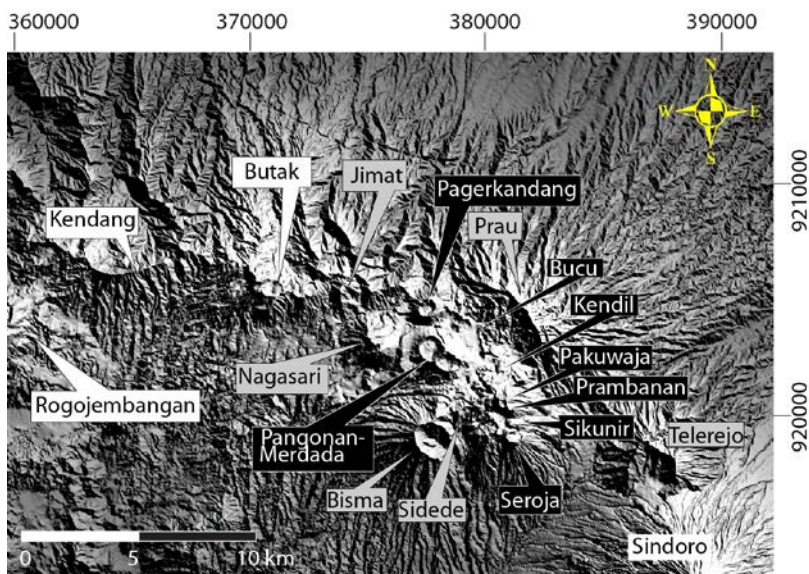 360000
370000
380000
390000
N
W
E
S
9210000
Butak
Jimat
Pagerkandang
Kendang
Prau
Bucu
Kendil
Nagasari
Pakuwaja
Prambanan
Rogojembangan
Pangonan-
Merdada
Sikunir
Telerejo
920000
Bisma
Sidede
Seroja
Sindoro
0
5
10 km